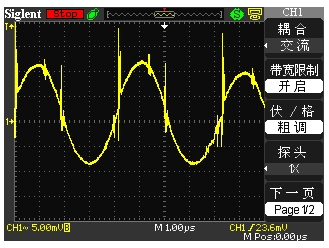 Siglent Stop CH1
耦合
交流
带宽限制
开启
伏/格
粗调
探头
1X
下一页
Page 1/2
CH1~ 5.00mVB M 1.00μs CH1 /23.6mV
M Pos:0.00μs